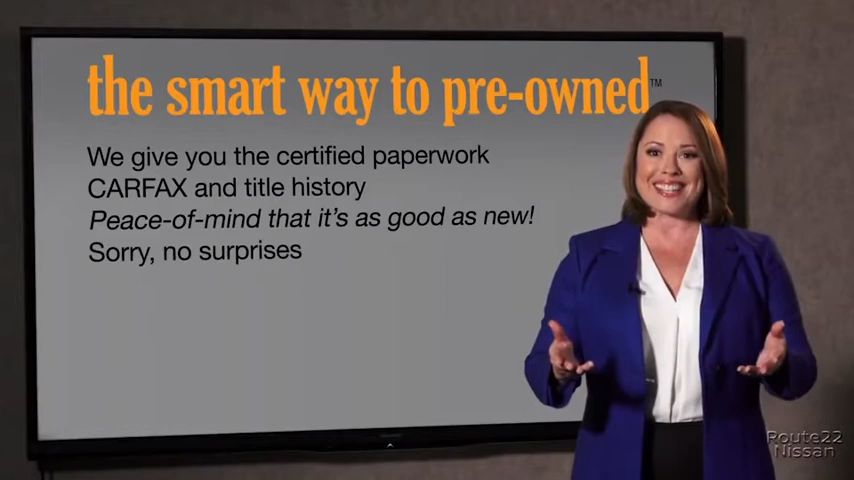 the smart way to pre-owned™
We give you the certified paperwork
CARFAX and title history
Peace-of-mind that it's as good as new!
Sorry, no surprises
Route22
Nissan